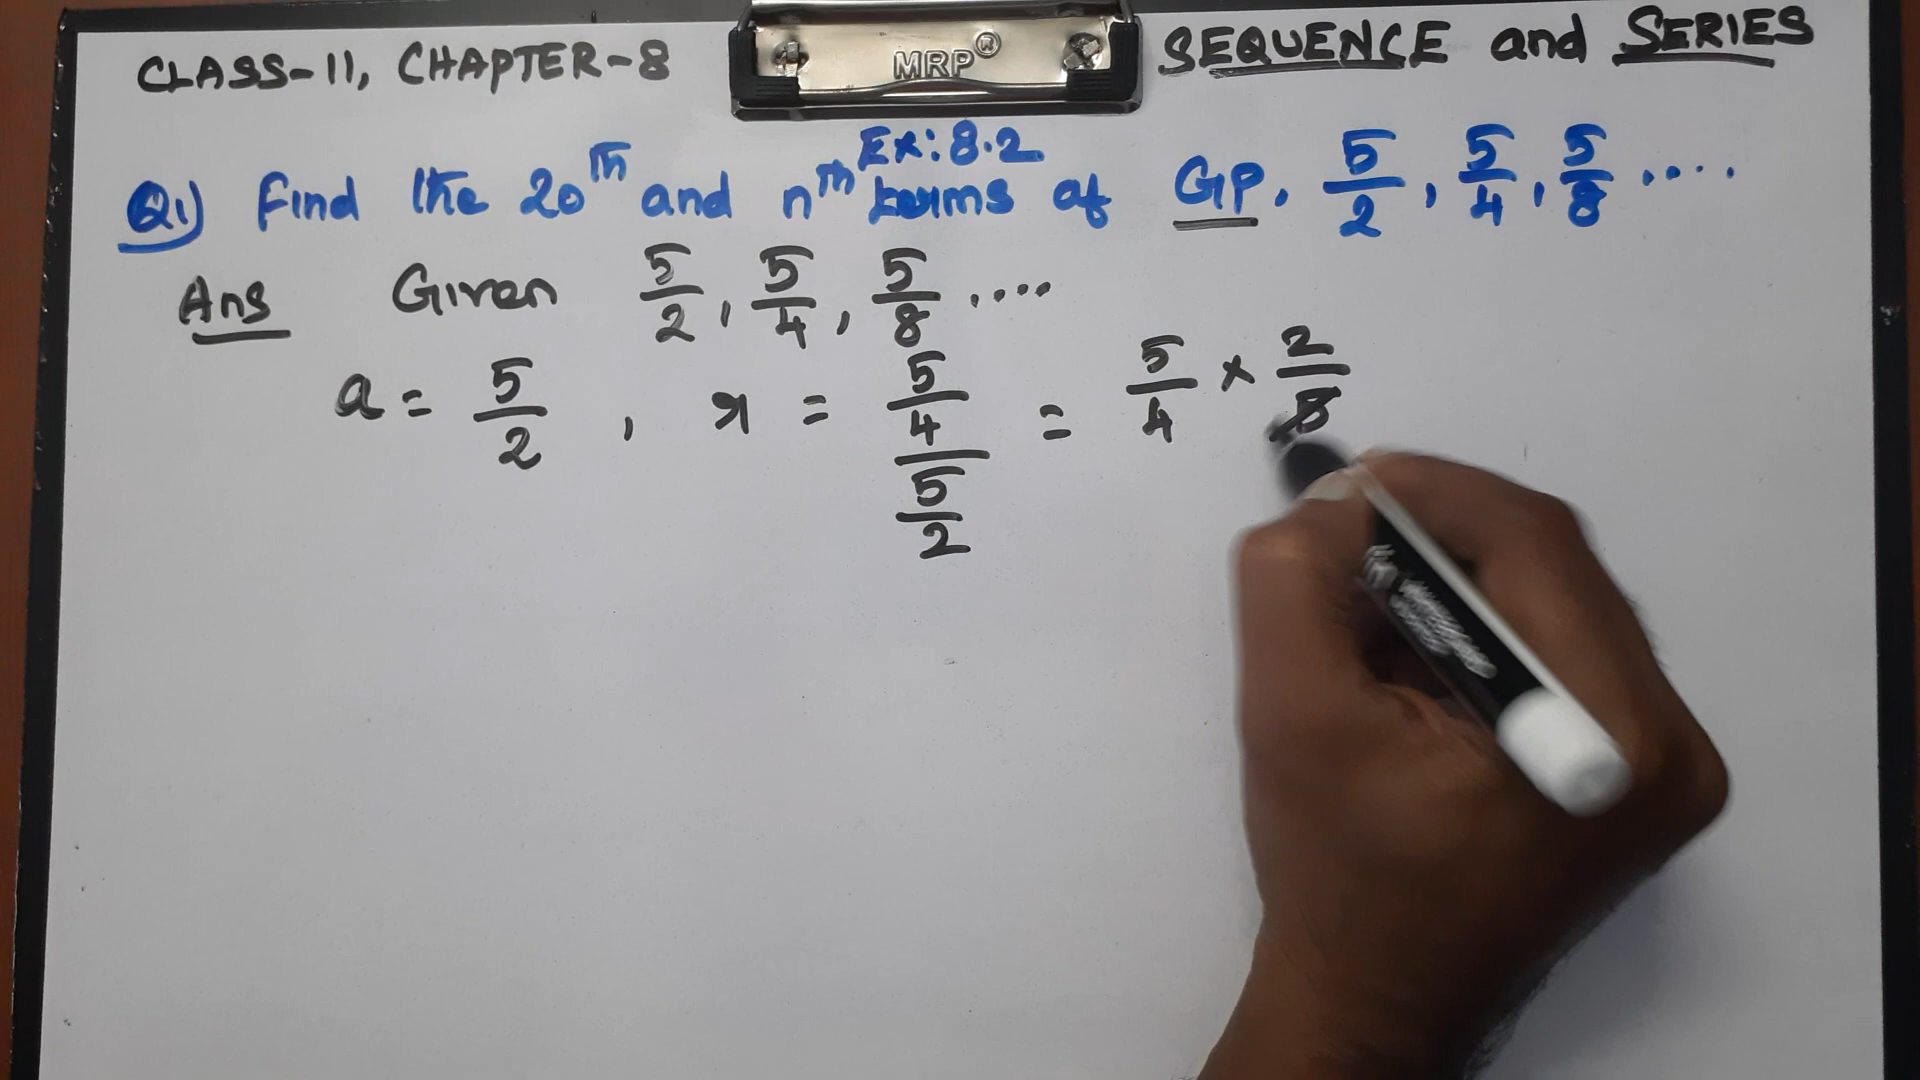 CLASS-11, CHAPTER-8 MRP® SEQUENCE and SERIES
Ex: 8.2
Q1) Find the 20th and nth terms of GP. 5/2, 5/4, 5/8 .....
Ans Given 5/2, 5/4, 5/8 ....
a = 5/2, r = 5/4 / 5/2 = 5/4 × 2/5